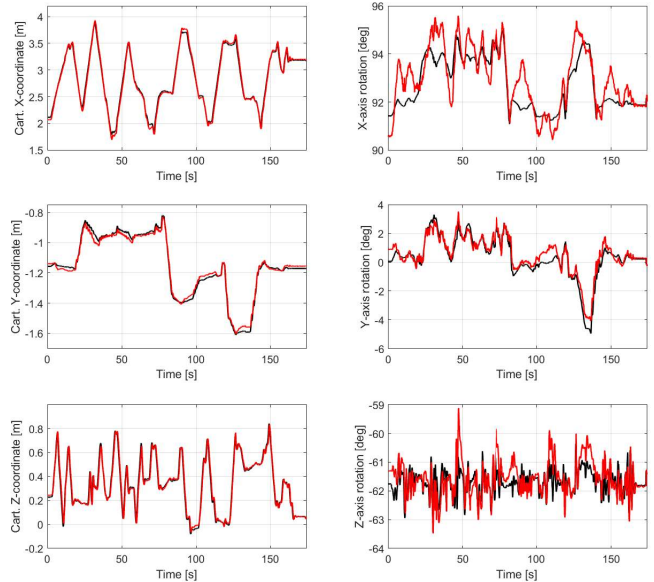 Cart. X-coordinate [m]
4
3.5
3
2.5
2
1.5
0 50 100 150
Time [s]
X-axis rotation [deg]
96
94
92
90
0 50 100 150
Time [s]
Cart. Y-coordinate [m]
-0.8
-1
-1.2
-1.4
-1.6
0 50 100 150
Time [s]
Y-axis rotation [deg]
4
2
0
-2
-4
-6
0 50 100 150
Time [s]
Cart. Z-coordinate [m]
0.8
0.6
0.4
0.2
0
-0.2
0 50 100 150
Time [s]
Z-axis rotation [deg]
-59
-60
-61
-62
-63
-64
0 50 100 150
Time [s]